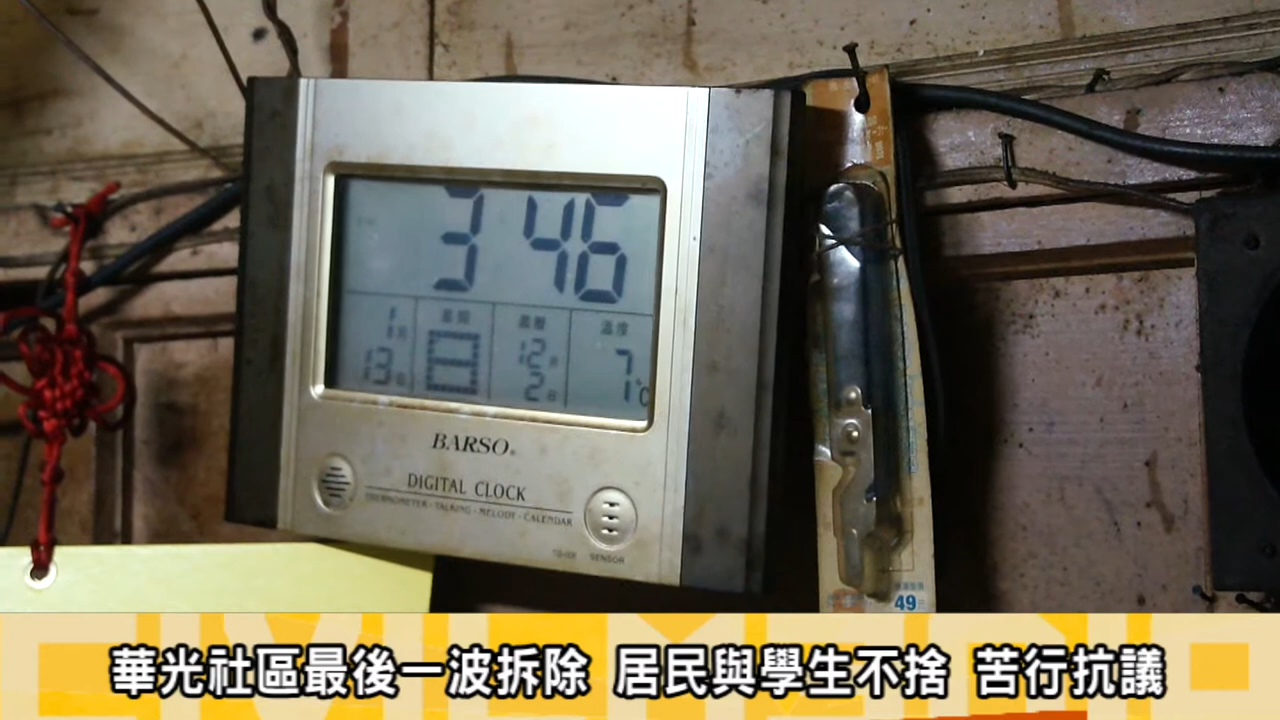 3 46
1月 星期 農曆 溫度
13日 日 12月 2日 71°C
BARSO
DIGITAL CLOCK
THERMOMETER · TALKING · MELODY · CALENDAR
SENSOR
49
華光社區最後一波拆除 居民與學生不捨 苦行抗議